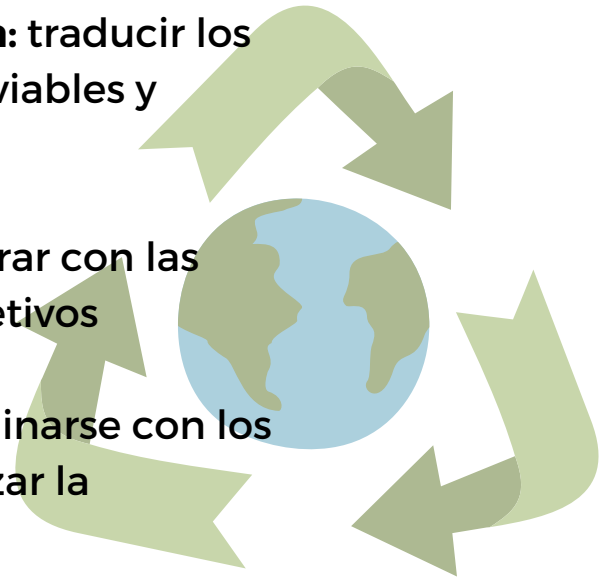 : traducir los
viables y
rar con las
etivos
inarse con los
zar la